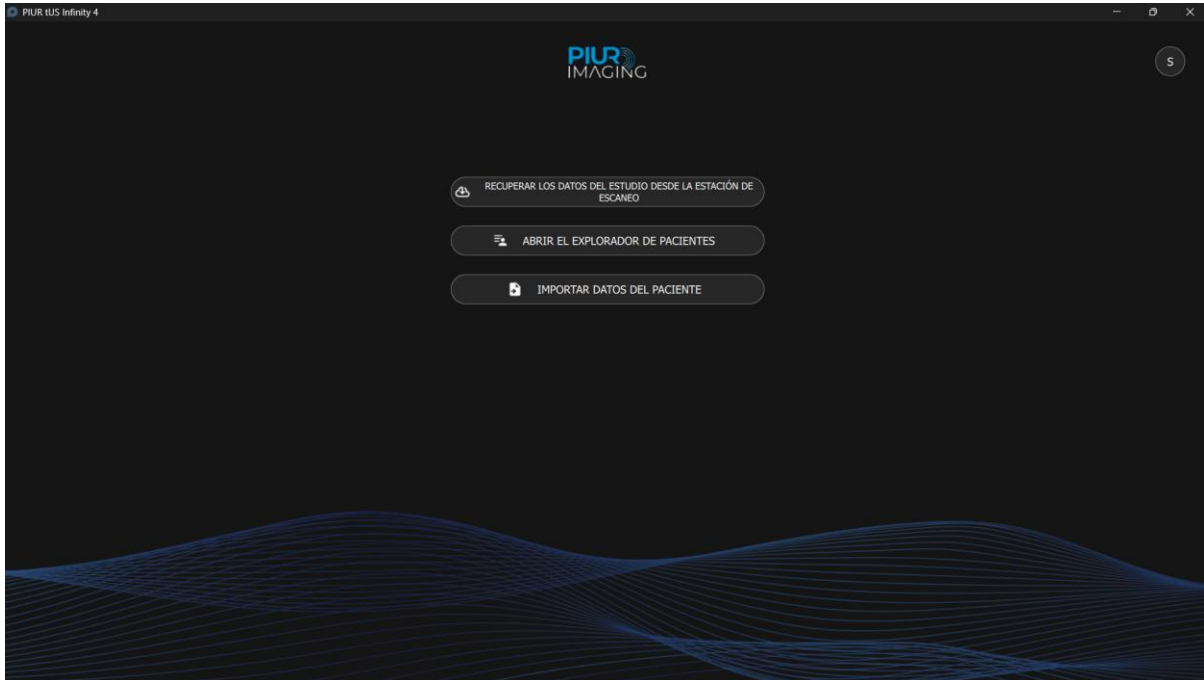 PIUR tUS Infinity 4
PIUR
IMAGING
S
RECUPERAR LOS DATOS DEL ESTUDIO DESDE LA ESTACIÓN DE
ESCANEO
ABRIR EL EXPLORADOR DE PACIENTES
IMPORTAR DATOS DEL PACIENTE